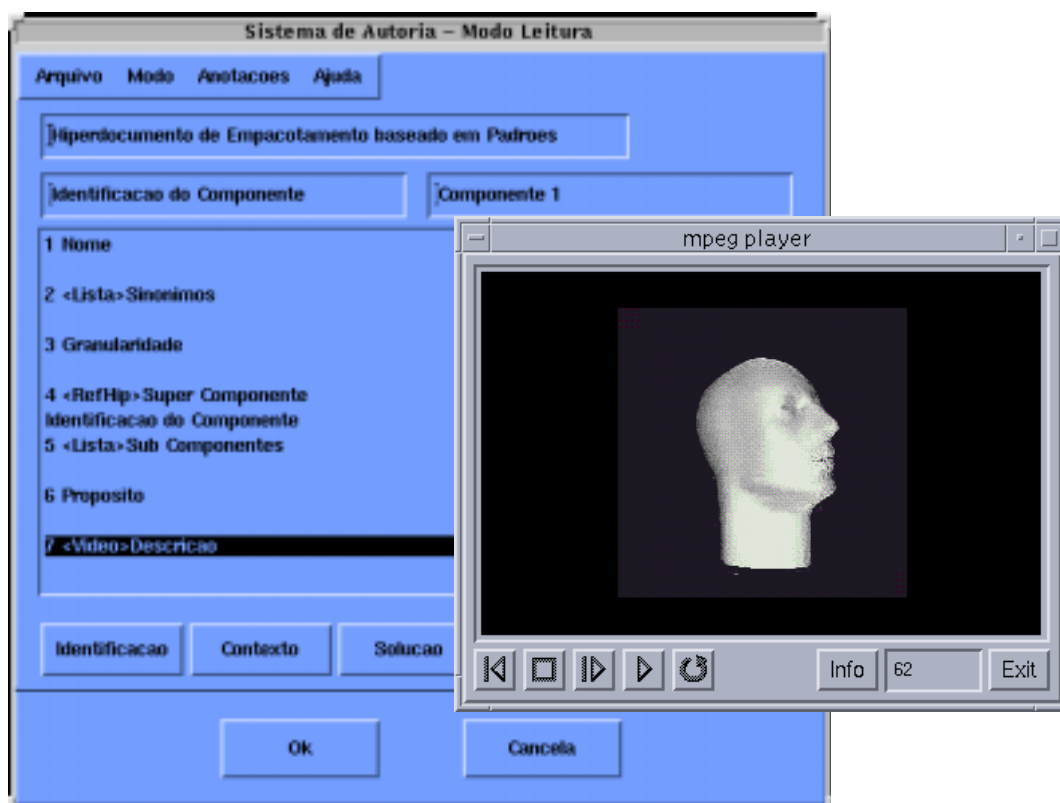 Sistema de Autoria – Modo Leitura
Arquivo Modo Anotacoes Ajuda
Hiperdocumento de Empacotamento baseado em Padroes
Identificacao do Componente
Componente 1
1 Nome
2 <Lista>Sinonimos
3 Granularidade
4 <RefHip>Super Componente
Identificacao do Componente
5 <Lista>Sub Componentes
6 Proposito
7 <Video>Descricao
Identificacao Contexto Solucao
Ok Cancela
mpeg player
Info 62 Exit